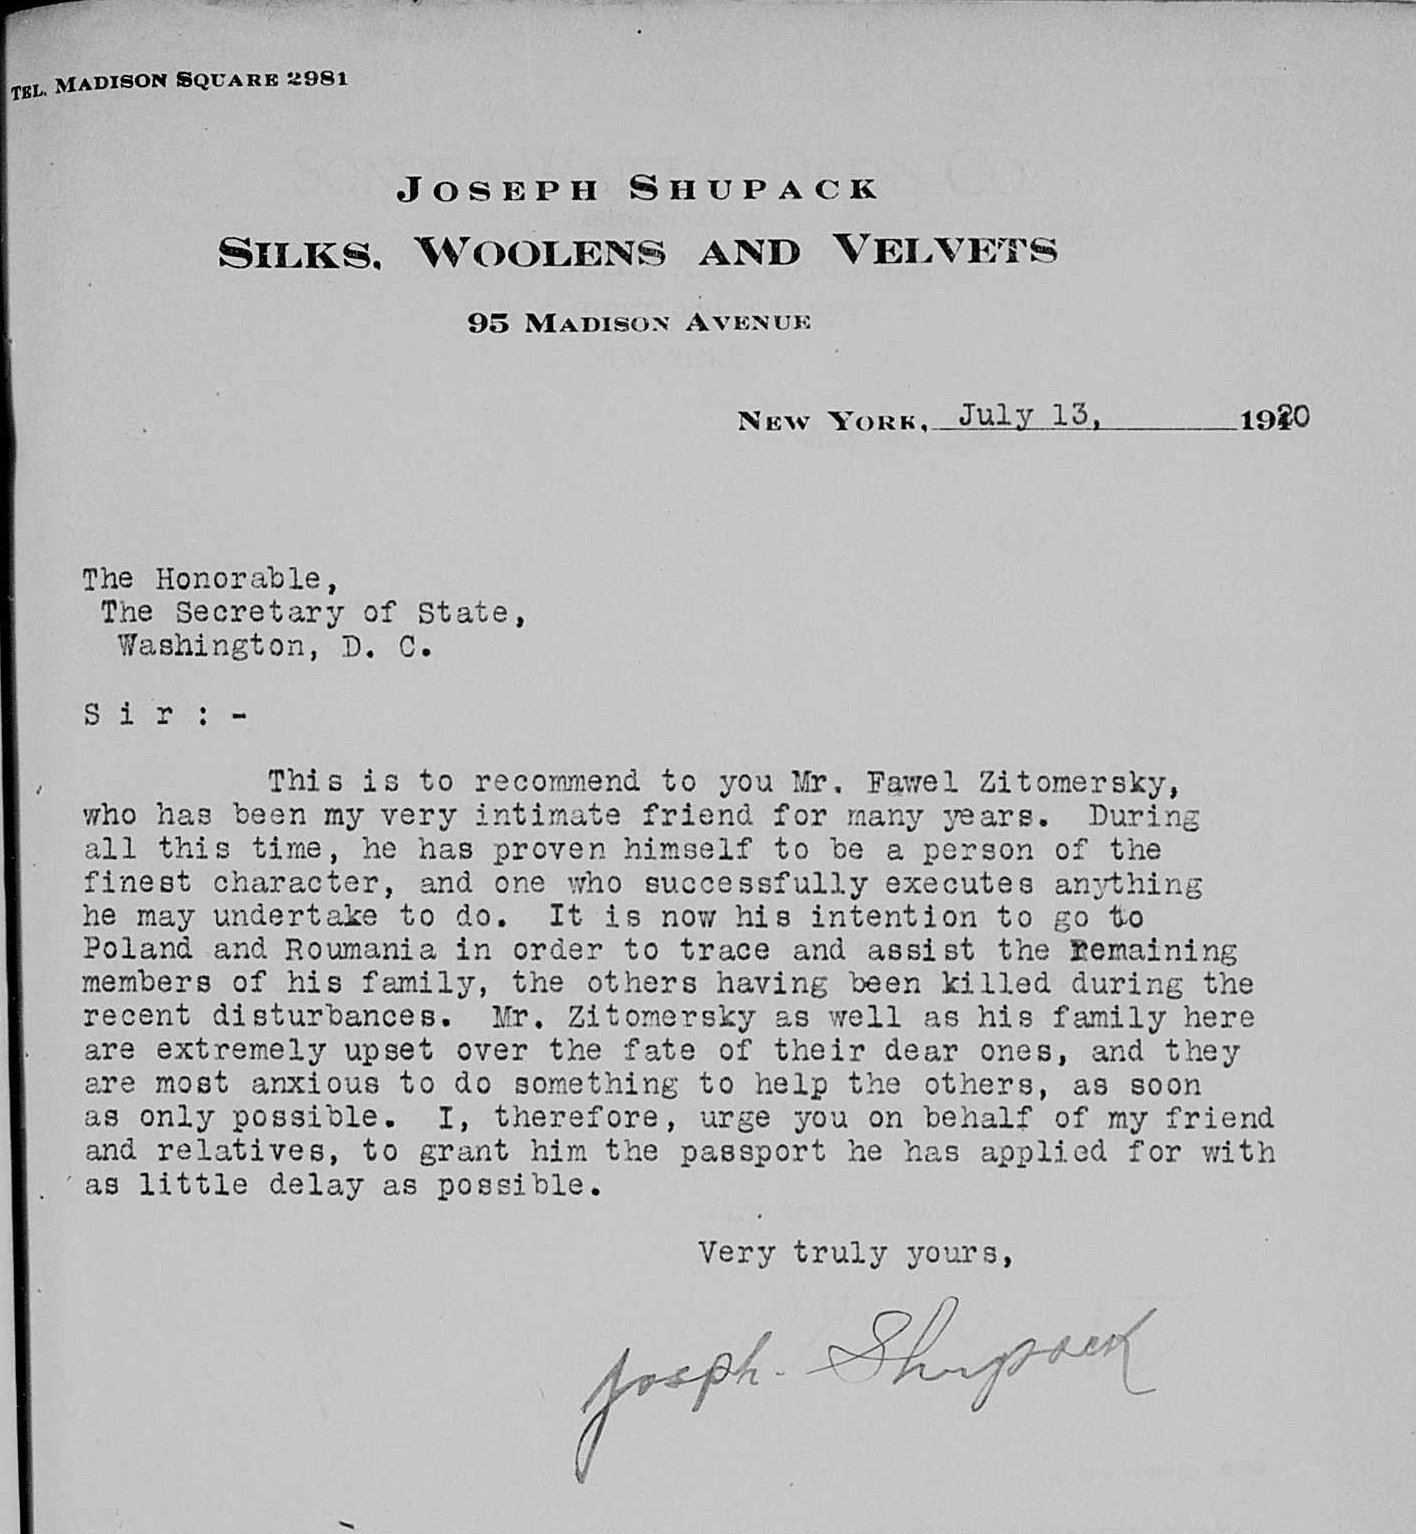 TEL. MADISON SQUARE 2981
JOSEPH SHUPACK
SILKS, WOOLENS AND VELVETS
95 MADISON AVENUE
NEW YORK, July 13, 1920
The Honorable,
The Secretary of State,
Washington, D. C.
S i r : -
This is to recommend to you Mr. Fawel Zitomersky,
who has been my very intimate friend for many years. During
all this time, he has proven himself to be a person of the
finest character, and one who successfully executes anything
he may undertake to do. It is now his intention to go to
Poland and Roumania in order to trace and assist the remaining
members of his family, the others having been killed during the
recent disturbances. Mr. Zitomersky as well as his family here
are extremely upset over the fate of their dear ones, and they
are most anxious to do something to help the others, as soon
as only possible. I, therefore, urge you on behalf of my friend
and relatives, to grant him the passport he has applied for with
as little delay as possible.
Very truly yours,
Joseph Shupack